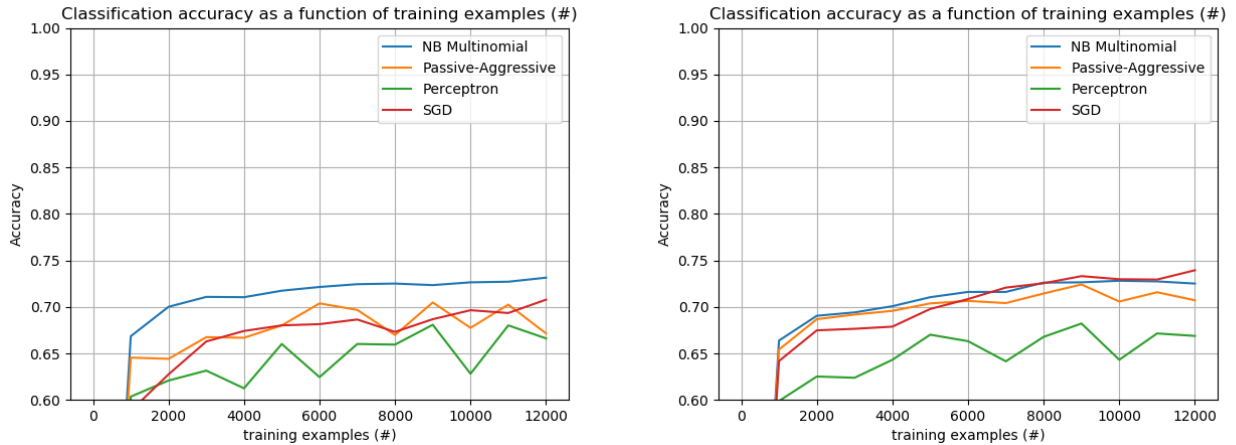 Classification accuracy as a function of training examples (#)
1.00
0.95
0.90
0.85
0.80
0.75
0.70
0.65
0.60
Accuracy
NB Multinomial
Passive-Aggressive
Perceptron
SGD
0 2000 4000 6000 8000 10000 12000
training examples (#)
Classification accuracy as a function of training examples (#)
1.00
0.95
0.90
0.85
0.80
0.75
0.70
0.65
0.60
Accuracy
NB Multinomial
Passive-Aggressive
Perceptron
SGD
0 2000 4000 6000 8000 10000 12000
training examples (#)